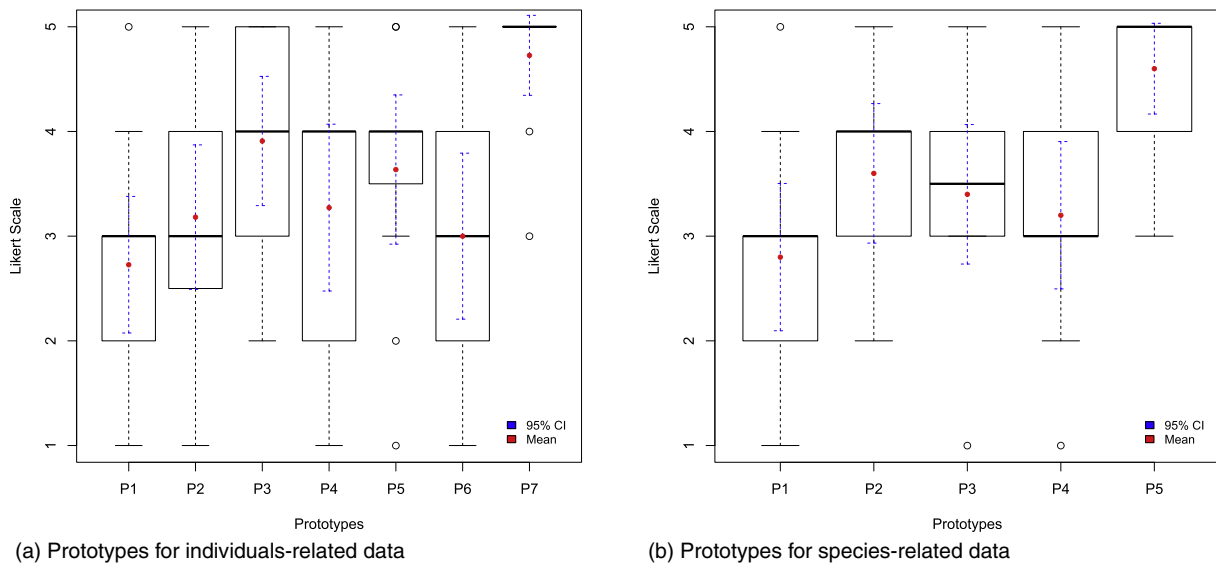 5
4
3
2
1
Likert Scale
P1 P2 P3 P4 P5 P6 P7
Prototypes
95% CI
Mean
(a) Prototypes for individuals-related data
5
4
3
2
1
Likert Scale
P1 P2 P3 P4 P5
Prototypes
95% CI
Mean
(b) Prototypes for species-related data